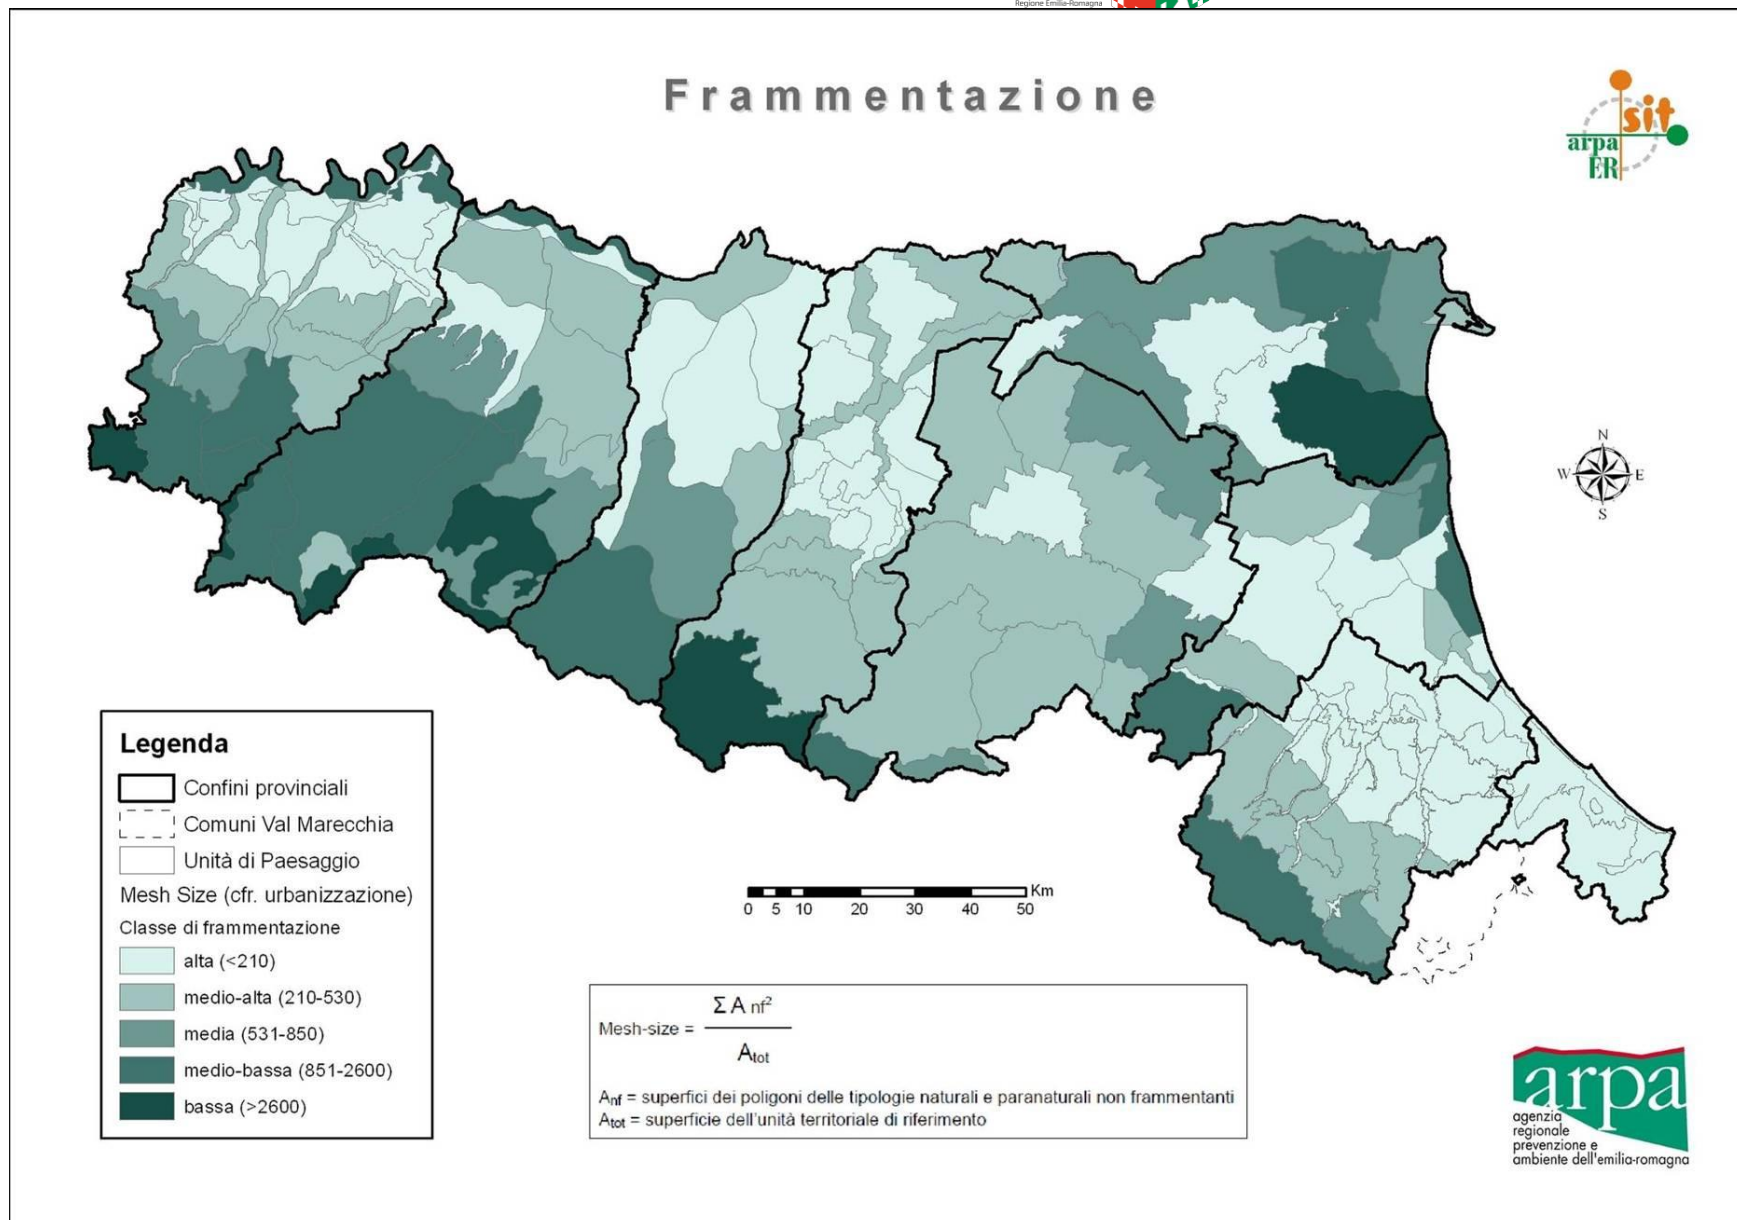 Regione Emilia-Romagna
Frammentazione
sit
arpa
ER
N
W E
S
Legenda
Confini provinciali
Comuni Val Marecchia
Unità di Paesaggio
Mesh Size (cfr. urbanizzazione)
Classe di frammentazione
alta (<210)
medio-alta (210-530)
media (531-850)
medio-bassa (851-2600)
bassa (>2600)
Km
0 5 10 20 30 40 50
Σ A nf²
Mesh-size =
Atot
Anf = superfici dei poligoni delle tipologie naturali e paranaturali non frammentanti
Atot = superficie dell'unità territoriale di riferimento
arpa
agenzia
regionale
prevenzione e
ambiente dell'emilia-romagna